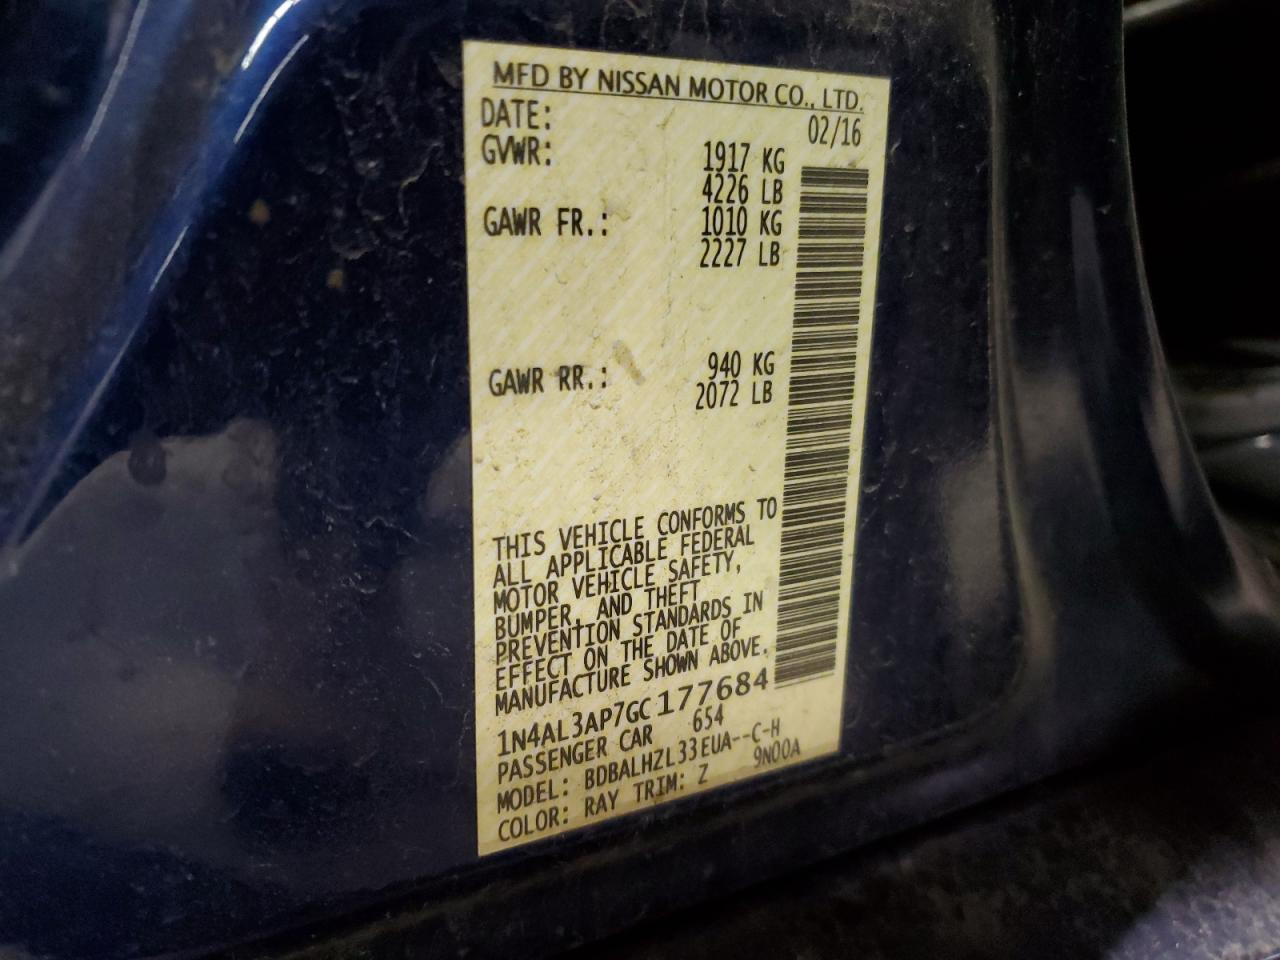 MFD BY NISSAN MOTOR CO., LTD.
DATE: 02/16
GVWR: 1917 KG
4226 LB
GAWR FR.: 1010 KG
2227 LB
GAWR RR.: 940 KG
2072 LB
THIS VEHICLE CONFORMS TO
ALL APPLICABLE FEDERAL
MOTOR VEHICLE SAFETY,
BUMPER, AND THEFT
PREVENTION STANDARDS IN
EFFECT ON THE DATE OF
MANUFACTURE SHOWN ABOVE.
1N4AL3AP7GC177684
PASSENGER CAR 654
MODEL: BDBALHZL33EUA--C-H
COLOR: RAY TRIM: Z 9N00A